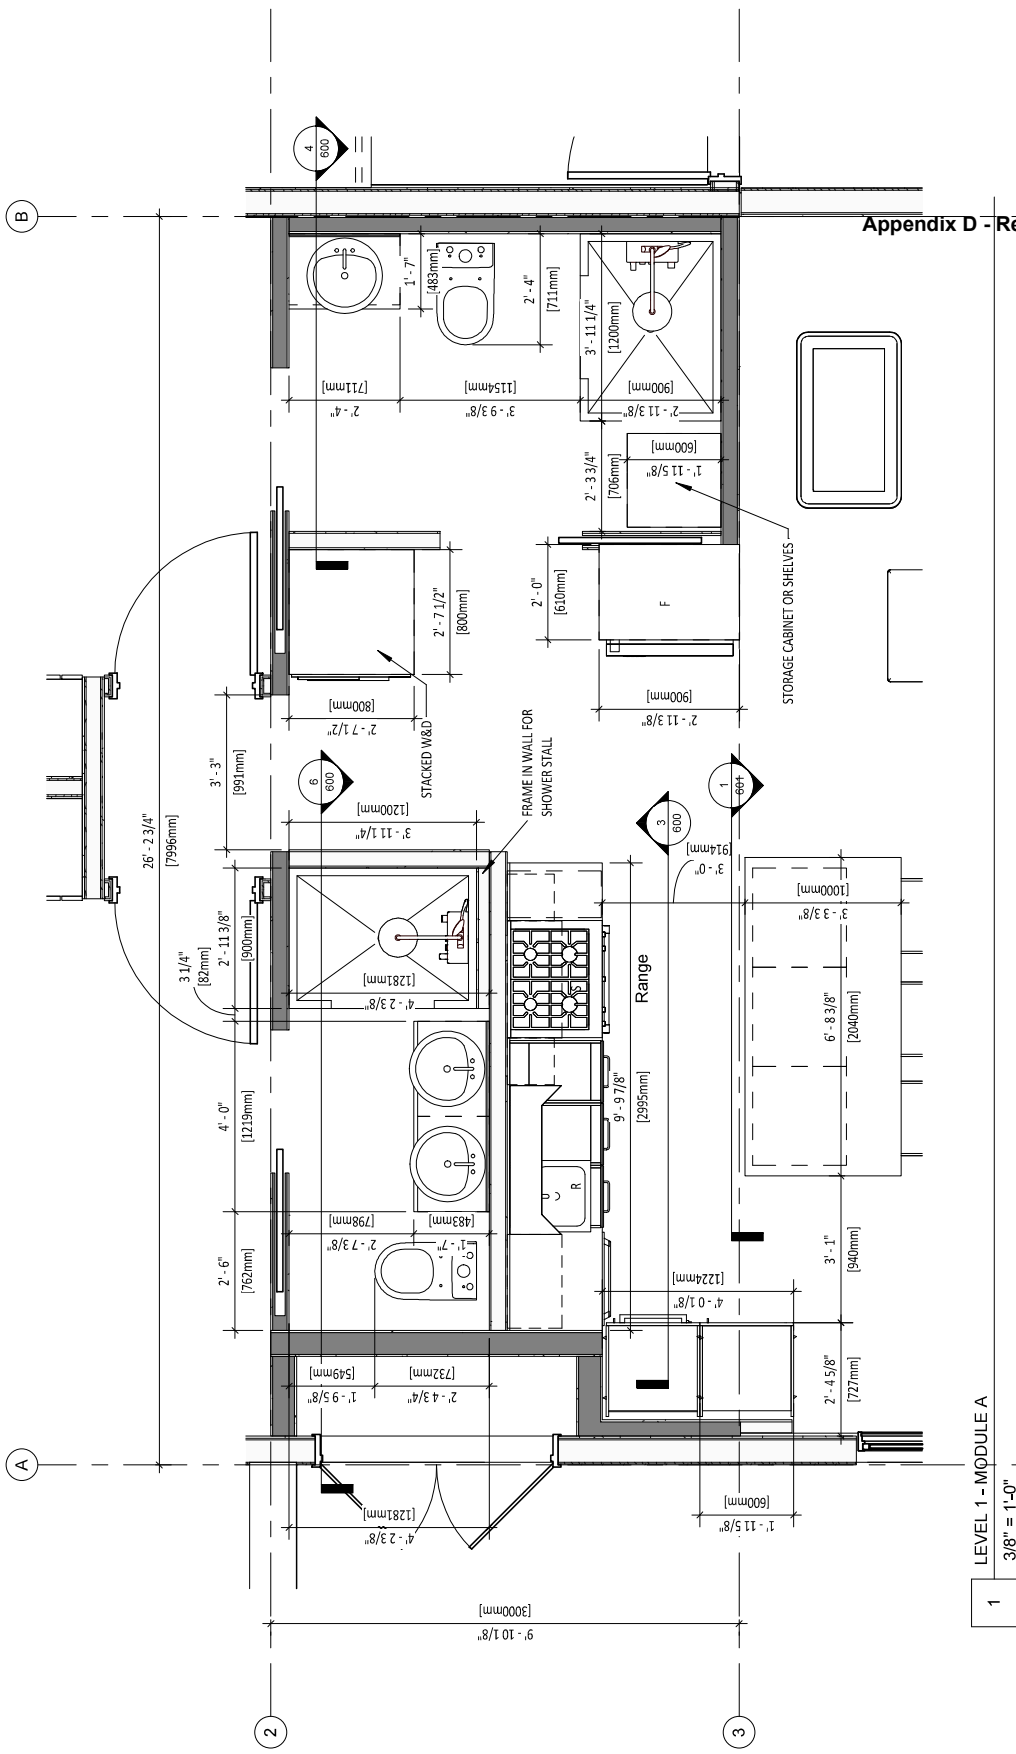 B
4
600
Appendix D - Re
1' - 7"
[483mm]
2' - 4"
[711mm]
3' - 11 1/4"
[1200mm]
2' - 4"
[711mm]
3' - 9 3/8"
[1154mm]
2' - 11 3/8"
[900mm]
2' - 3 3/4"
[706mm]
1' - 11 5/8"
[600mm]
STORAGE CABINET OR SHELVES
2' - 0"
[610mm]
F
2' - 11 3/8"
[900mm]
2' - 7 1/2"
[800mm]
2' - 7 1/2"
[800mm]
STACKED W&D
26' - 2 3/4"
[7996mm]
3' - 3"
[991mm]
6
600
FRAME IN WALL FOR
SHOWER STALL
3' - 11 1/4"
[1200mm]
1
601
3
600
3' - 0"
[914mm]
3 1/4"
[82mm]
2' - 11 3/8"
[900mm]
4' - 2 3/8"
[1281mm]
S
Range
3' - 3 3/8"
[1000mm]
6' - 8 3/8"
[2040mm]
9' - 9 7/8"
[2995mm]
4' - 0"
[1219mm]
R
2' - 7 3/8"
[798mm]
1' - 7"
[483mm]
2' - 6"
[762mm]
4' - 0 1/8"
[1224mm]
3' - 1"
[940mm]
1' - 9 5/8"
[549mm]
2' - 4 3/4"
[732mm]
2' - 4 5/8"
[727mm]
A
4' - 2 3/8"
[1281mm]
1' - 11 5/8"
[600mm]
9' - 10 1/8"
[3000mm]
2
3
1
LEVEL 1 - MODULE A
3/8" = 1'-0"